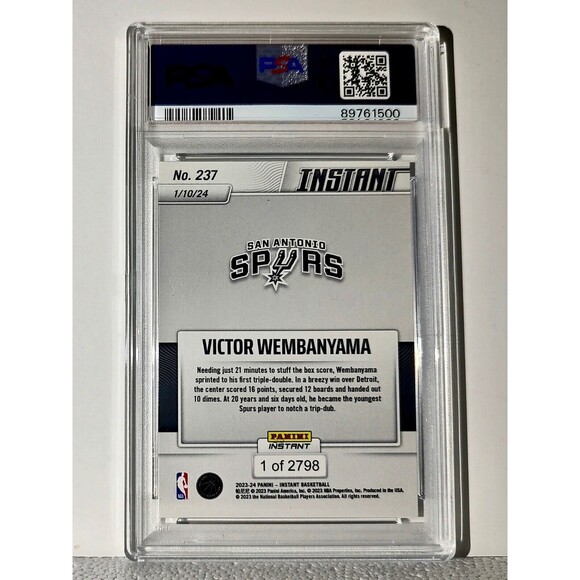 PSA
PSA
89761500
No. 237
INSTANT
1/10/24
SAN ANTONIO
SPURS
VICTOR WEMBANYAMA
Needing just 21 minutes to stuff the box score, Wembanyama
sprinted to his first triple-double. In a breezy win over Detroit,
the center scored 16 points, secured 12 boards and handed out
10 dimes. At 20 years and six days old, he became the youngest
Spurs player to notch a trip-dub.
PANINI
INSTANT
1 of 2798
2023-24 PANINI – INSTANT BASKETBALL
帕尼尼 © 2023 Panini America, Inc. © 2023 NBA Properties, Inc. Produced in the USA.
© 2023 the National Basketball Players Association. All rights reserved.